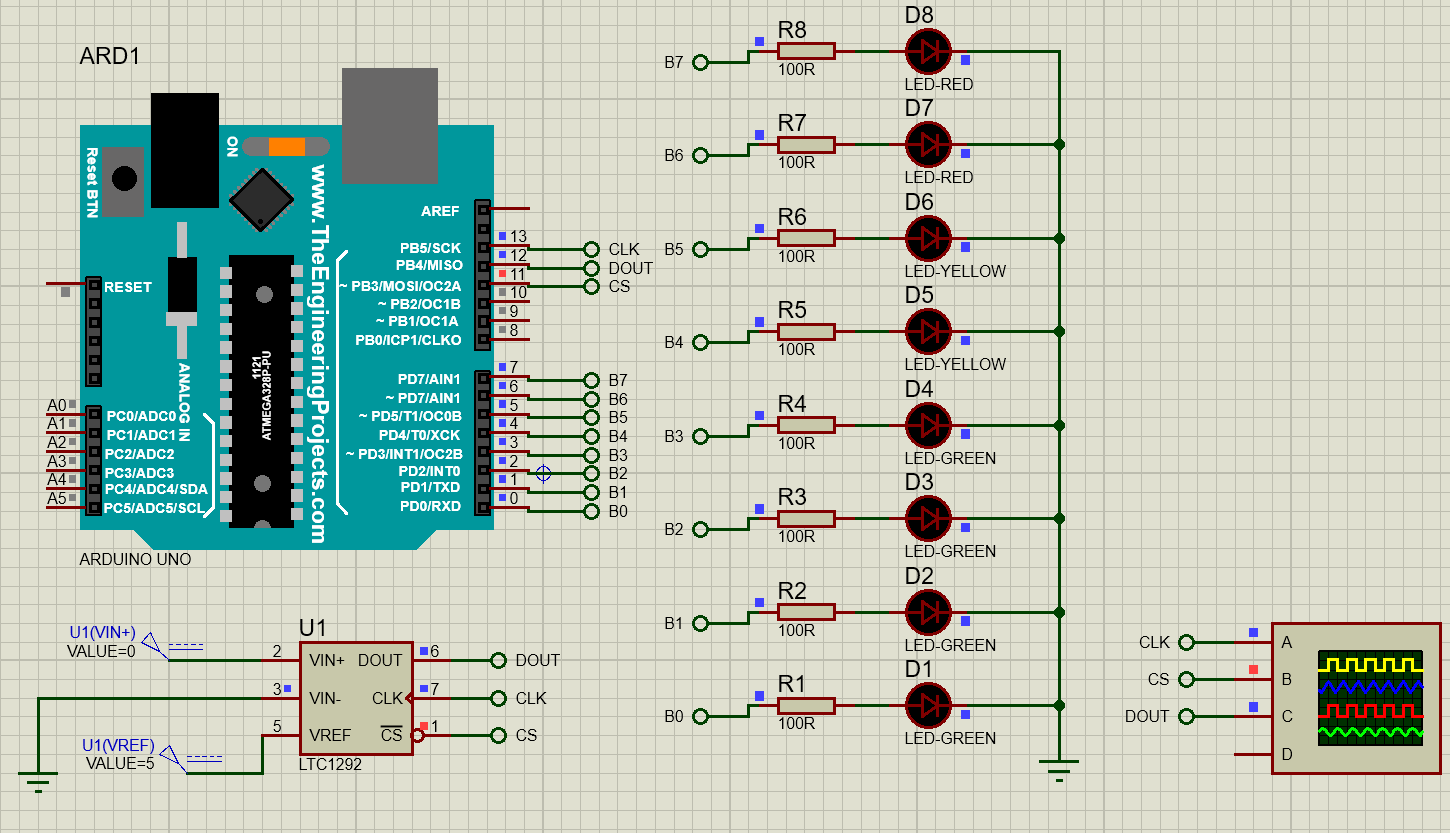 ARD1
Reset BTN
ON
www.TheEngineeringProjects.com
1121
ATMEGA328P-PU
ANALOG IN
RESET
AREF
PB5/SCK 13 CLK
PB4/MISO 12 DOUT
~ PB3/MOSI/OC2A 11 CS
~ PB2/OC1B 10
~ PB1/OC1A 9
PB0/ICP1/CLKO 8
PD7/AIN1 7 B7
~ PD7/AIN1 6 B6
~ PD5/T1/OC0B 5 B5
PD4/T0/XCK 4 B4
~ PD3/INT1/OC2B 3 B3
PD2/INT0 2 B2
PD1/TXD 1 B1
PD0/RXD 0 B0
A0 PC0/ADC0
A1 PC1/ADC1
A2 PC2/ADC2
A3 PC3/ADC3
A4 PC4/ADC4/SDA
A5 PC5/ADC5/SCL
ARDUINO UNO
R8 D8
B7
100R LED-RED
R7 D7
B6
100R LED-RED
R6 D6
B5
100R LED-YELLOW
R5 D5
B4
100R LED-YELLOW
R4 D4
B3
100R LED-GREEN
R3 D3
B2
100R LED-GREEN
R2 D2
B1
100R LED-GREEN
R1 D1
B0
100R LED-GREEN
U1
U1(VIN+)
VALUE=0
2 VIN+ DOUT 6 DOUT
3 VIN- CLK 7 CLK
5 VREF CS 1 CS
U1(VREF)
VALUE=5
LTC1292
CLK A
CS B
DOUT C
D